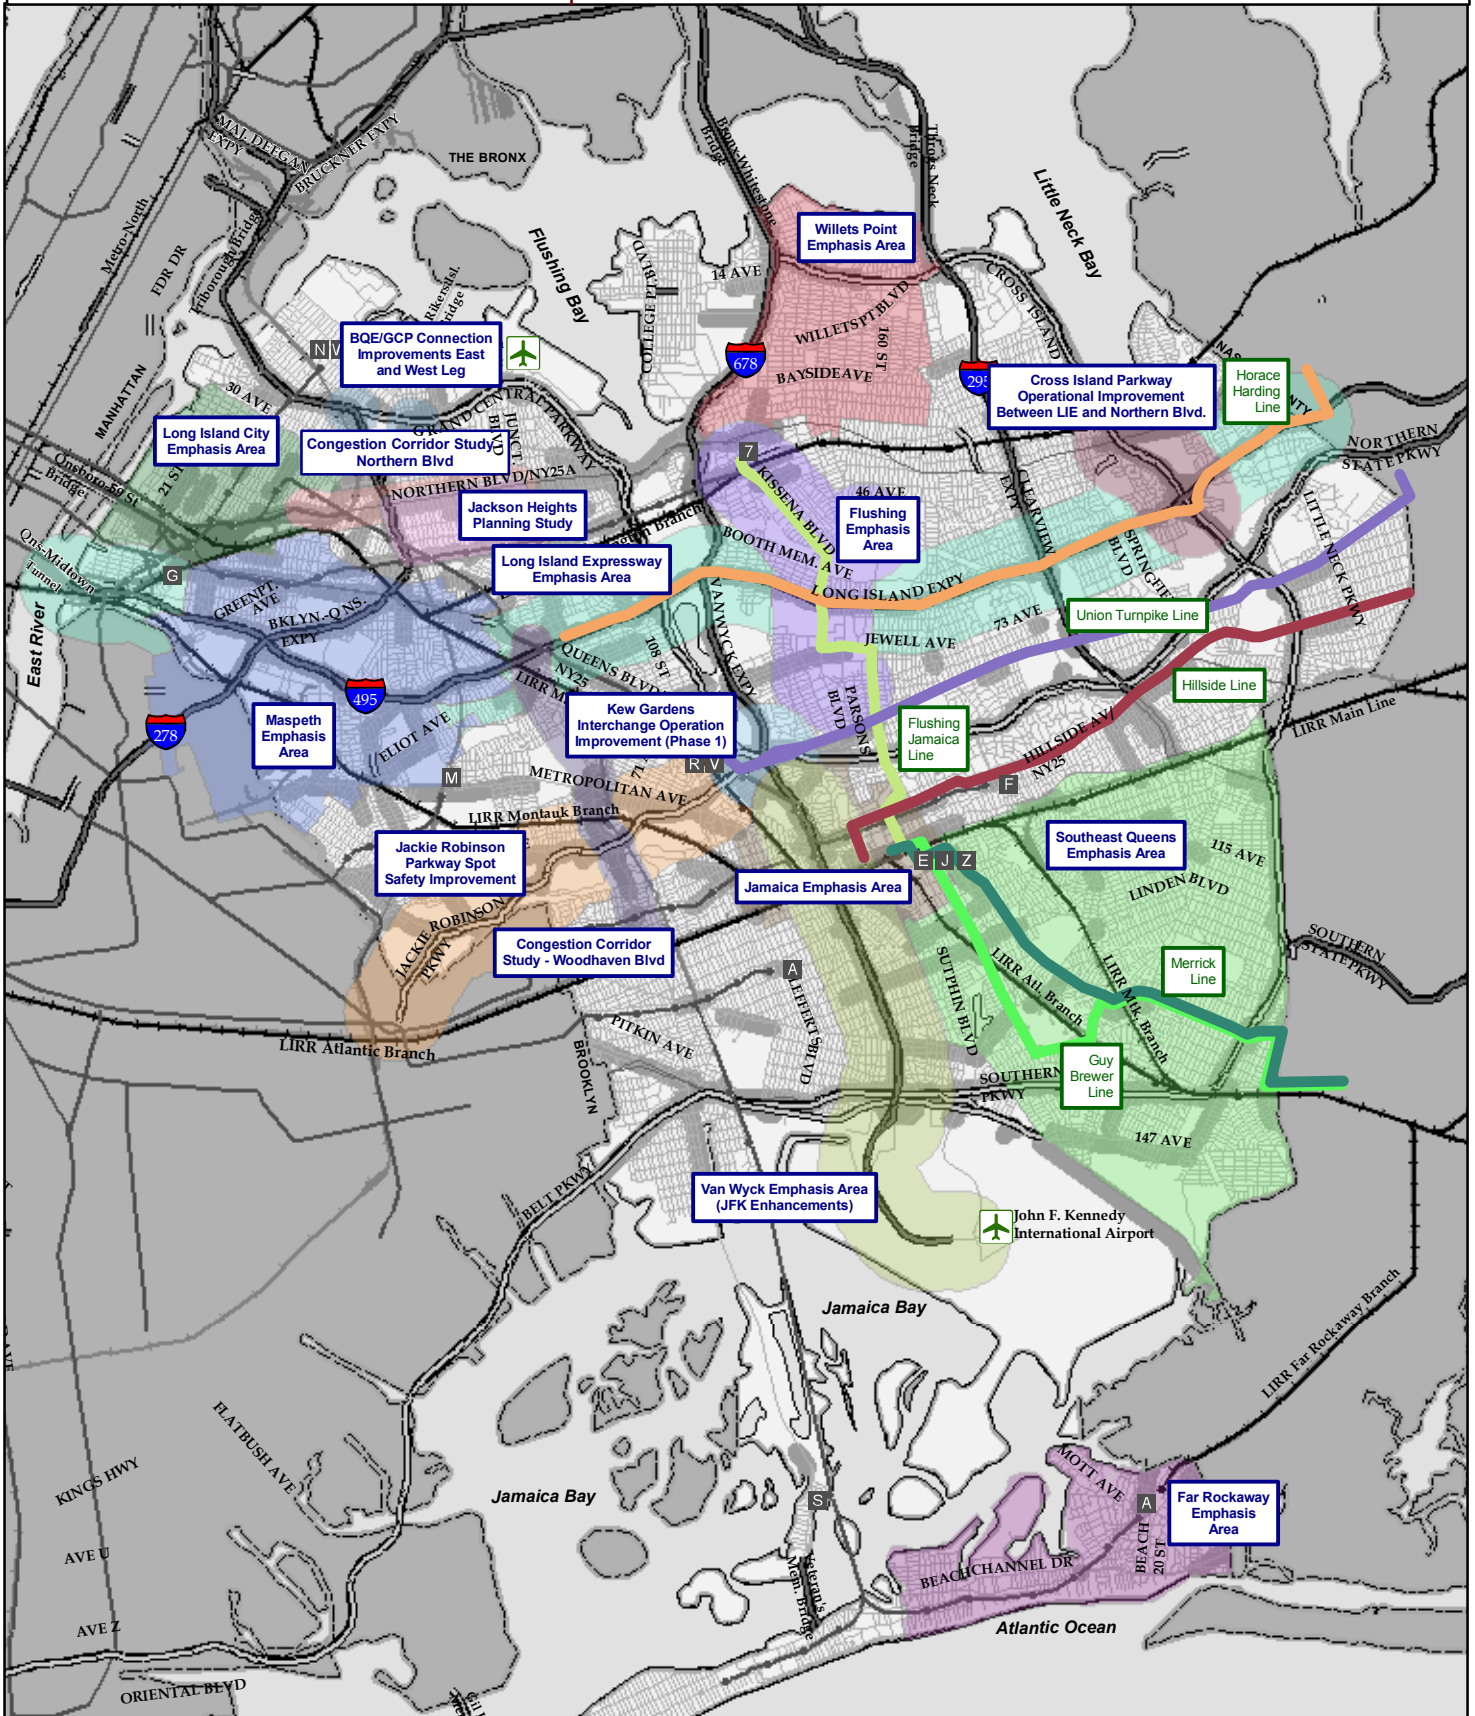 MAJ. DEEGAN
EXPY
BRUCKNER EXPY
THE BRONX
Bronx-Whitestone
Bridge
Throgs Neck
Bridge
Little Neck Bay
Metro-North
FDR DR
Triborough Bridge
Rikers Isl.
Flushing Bay
COLLEGE PT BLVD
14 AVE
Willets Point
Emphasis Area
WILLETS PT BLVD
160 ST
BAYSIDE AVE
CROSS ISLAND
678
295
N
BQE/GCP Connection
Improvements East
and West Leg
Cross Island Parkway
Operational Improvement
Between LIE and Northern Blvd.
Horace
Harding
Line
MANHATTAN
30 AVE
GRAND CENTRAL PARKWAY
JUNCT
BLVD
Long Island City
Emphasis Area
Congestion Corridor Study
Northern Blvd
21 ST
NORTHERN BLVD/NY25A
Jackson Heights
Planning Study
7
KISSENA BLVD
46 AVE
Flushing
Emphasis
Area
CLEARVIEW
EXPY
NORTHERN
STATE PKWY
LITTLE NECK PKWY
Long Island Expressway
Emphasis Area
BOOTH MEM. AVE
LONG ISLAND EXPY
SPRINGFIE
BLVD
Qns-Midtown
Tunnel
G
GREENPT.
AVE
BKLYN.-QNS.
EXPY
East River
278
495
Maspeth
Emphasis
Area
ELIOT AVE
M
QUEENS BLVD
NY25
108 ST
VAN WYCK EXPY
JEWELL AVE
73 AVE
Union Turnpike Line
Hillside Line
PARSONS
BLVD
Kew Gardens
Interchange Operation
Improvement (Phase 1)
R V
Flushing
Jamaica
Line
HILLSIDE AV/
NY25
F
LIRR Main Line
METROPOLITAN AVE
LIRR Montauk Branch
Jackie Robinson
Parkway Spot
Safety Improvement
Jamaica Emphasis Area
E J Z
Southeast Queens
Emphasis Area
115 AVE
LINDEN BLVD
JACKIE ROBINSON
PKWY
Congestion Corridor
Study - Woodhaven Blvd
A
LEFFERTS BLVD
SUTPHIN BLVD
LIRR Atl. Branch
LIRR Mtk. Branch
Merrick
Line
SOUTHERN
STATE PKWY
LIRR Atlantic Branch
BROOKLYN
PITKIN AVE
SOUTHERN
PKWY
Guy
Brewer
Line
147 AVE
BELT PKWY
Van Wyck Emphasis Area
(JFK Enhancements)
John F. Kennedy
International Airport
Jamaica Bay
LIRR Far Rockaway Branch
FLATBUSH AVE
KINGS HWY
Jamaica Bay
S
MOTT AVE
A
Far Rockaway
Emphasis
Area
AVE U
BEACH CHANNEL DR
BEACH
20 ST
Veteran's
Mem. Bridge
AVE Z
Atlantic Ocean
ORIENTAL BLVD